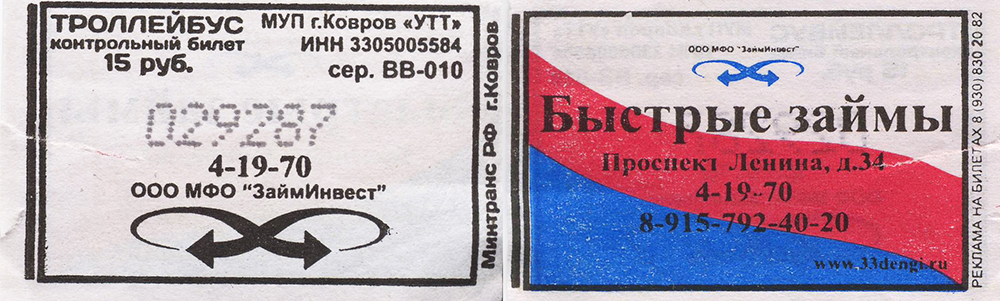 ТРОЛЛЕЙБУС
контрольный билет
15 руб.
МУП г.Ковров «УТТ»
ИНН 3305005584
сер. ВВ-010
029287
4-19-70
ООО МФО "ЗаймИнвест"
Минтранс РФ г.Ковров
ООО МФО "ЗаймИнвест"
Быстрые займы
Проспект Ленина, д.34
4-19-70
8-915-792-40-20
www.33dengi.ru
РЕКЛАМА НА БИЛЕТАХ 8 (930) 830 20 82